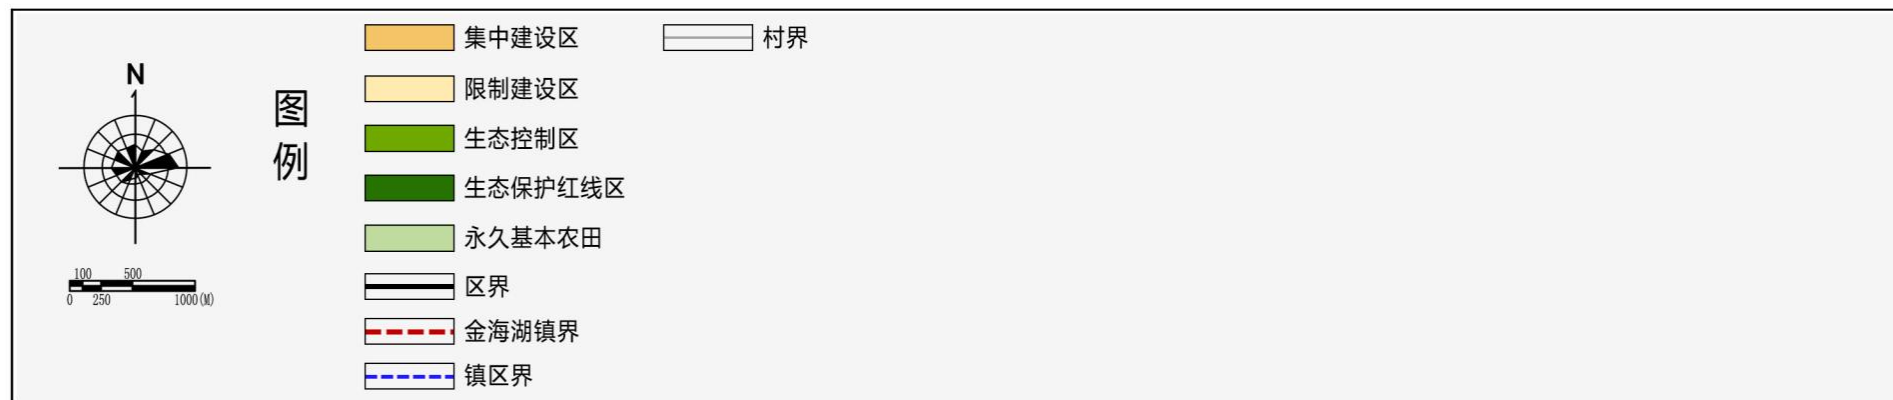 N
100 500
0 250 1000(M)
图例
集中建设区
限制建设区
生态控制区
生态保护红线区
永久基本农田
区界
金海湖镇界
镇区界
村界